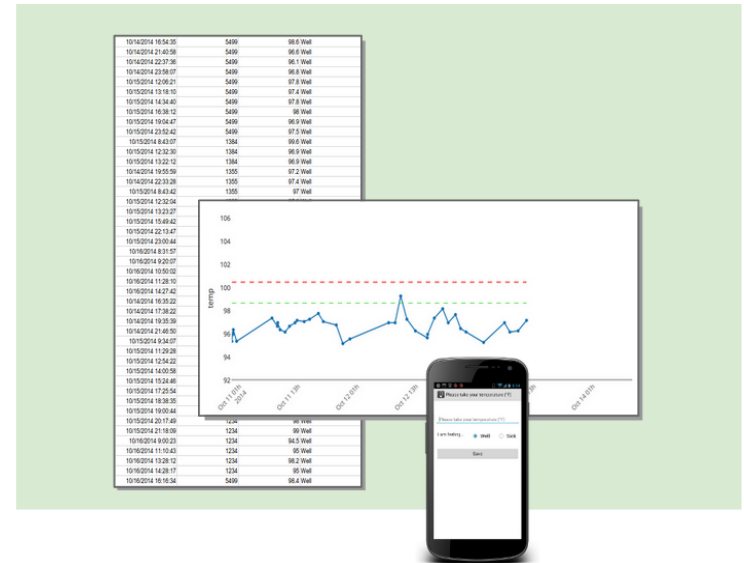 10/14/2014 16:54:35 5499 98.6 Well
10/14/2014 21:40:58 5499 96.6 Well
10/14/2014 22:37:36 5499 96.1 Well
10/14/2014 23:58:07 5499 96.8 Well
10/15/2014 12:06:21 5499 97.8 Well
10/15/2014 13:18:10 5499 97.4 Well
10/15/2014 14:34:40 5499 97.8 Well
10/15/2014 16:38:12 5499 98 Well
10/15/2014 19:04:47 5499 96.9 Well
10/15/2014 23:52:42 5499 97.5 Well
10/15/2014 8:43:07 1384 99.6 Well
10/15/2014 12:32:30 1384 96.9 Well
10/15/2014 13:22:12 1384 96.9 Well
10/14/2014 19:55:59 1355 97.2 Well
10/14/2014 22:33:28 1355 97.4 Well
10/15/2014 8:43:42 1355 97 Well
10/15/2014 12:32:04
10/15/2014 13:23:27
10/15/2014 15:49:42
10/15/2014 22:13:47
10/15/2014 23:00:44
10/16/2014 8:31:57
10/16/2014 9:20:07
10/16/2014 10:50:02
10/16/2014 11:28:10
10/16/2014 14:27:42
10/14/2014 16:35:22
10/14/2014 17:38:22
10/14/2014 19:35:39
10/14/2014 21:46:50
10/15/2014 9:34:07
10/15/2014 11:29:28
10/15/2014 12:54:22
10/15/2014 14:00:58
10/15/2014 15:24:46
10/15/2014 17:25:54
10/15/2014 18:38:35
10/15/2014 19:00:44
10/15/2014 20:17:49 1234 98 Well
10/15/2014 21:18:09 1234 99 Well
10/16/2014 9:00:23 1234 94.5 Well
10/16/2014 11:10:43 1234 95 Well
10/16/2014 13:28:12 1234 98.2 Well
10/16/2014 14:28:17 1234 95 Well
10/16/2014 16:16:34 5499 98.4 Well
106
104
102
100
98
96
94
92
temp
Oct 11 01h
2014
Oct 11 13h
Oct 12 01h
Oct 12 13h
Oct 14 01h
Please take your temperature (°F)
Please take your temperature (°F)
I am feeling...
Well
Sick
Save